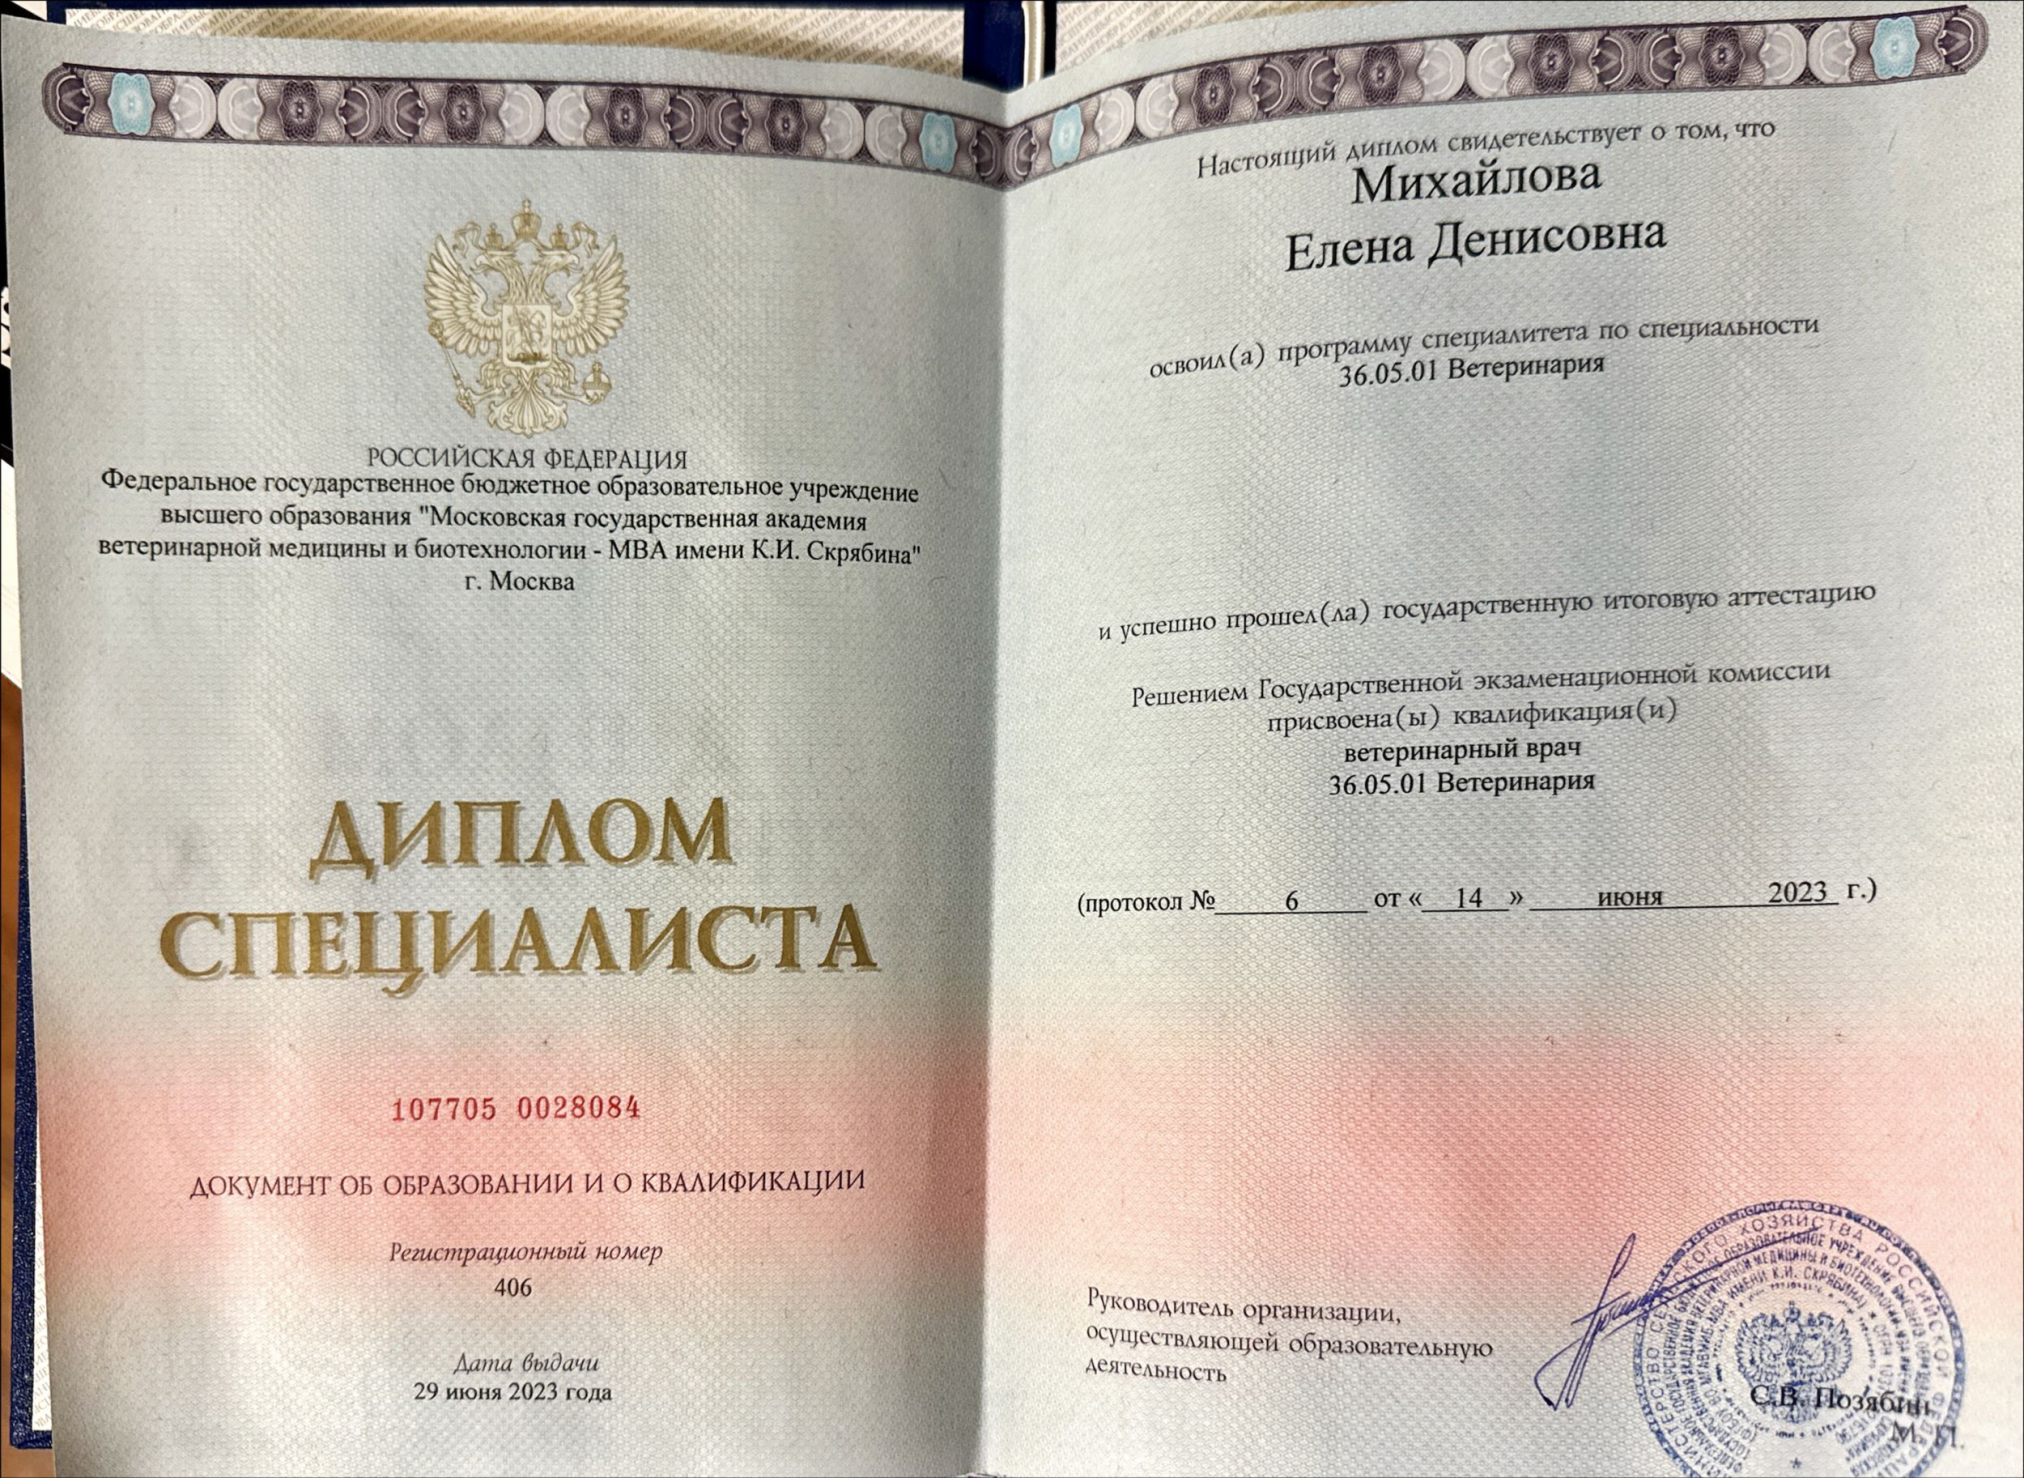 РОССИЙСКАЯ ФЕДЕРАЦИЯ
Федеральное государственное бюджетное образовательное учреждение
высшего образования "Московская государственная академия
ветеринарной медицины и биотехнологии - МВА имени К.И. Скрябина"
г. Москва
ДИПЛОМ
СПЕЦИАЛИСТА
107705 0028084
ДОКУМЕНТ ОБ ОБРАЗОВАНИИ И О КВАЛИФИКАЦИИ
Регистрационный номер
406
Дата выдачи
29 июня 2023 года
Настоящий диплом свидетельствует о том, что
Михайлова
Елена Денисовна
освоил(а) программу специалитета по специальности
36.05.01 Ветеринария
и успешно прошел(ла) государственную итоговую аттестацию
Решением Государственной экзаменационной комиссии
присвоена(ы) квалификация(и)
ветеринарный врач
36.05.01 Ветеринария
(протокол № 6 от « 14 » июня 2023 г.)
Руководитель организации,
осуществляющей образовательную
деятельность
С.В. Позябин
М.П.